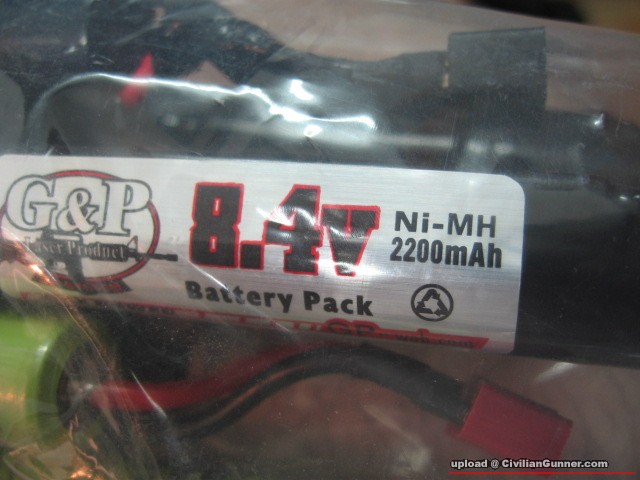 G&P
Laser Product
8.4v
Ni-MH
2200mAh
Battery Pack
upload @ CivilianGunner.com